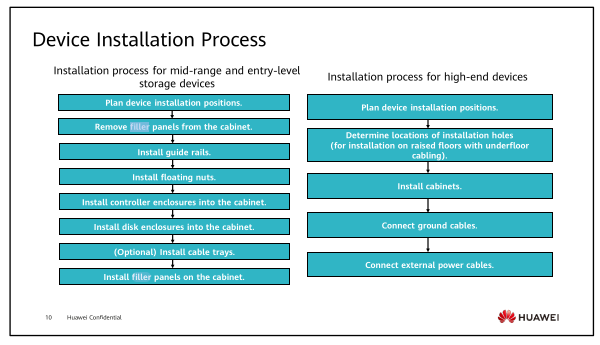 Device Installation Process
Installation process for mid-range and entry-level
storage devices
Plan device installation positions.
Remove filler panels from the cabinet.
Install guide rails.
Install floating nuts.
Install controller enclosures into the cabinet.
Install disk enclosures into the cabinet.
(Optional) Install cable trays.
Install filler panels on the cabinet.
Installation process for high-end devices
Plan device installation positions.
Determine locations of installation holes
(for installation on raised floors with underfloor
cabling).
Install cabinets.
Connect ground cables.
Connect external power cables.
10 Huawei Confidential
HUAWEI